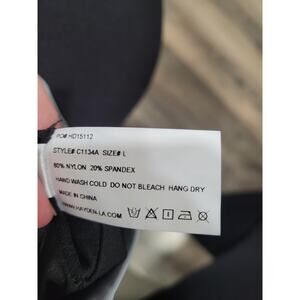 PO# HD15112
STYLE# C1134A SIZE# L
80% NYLON 20% SPANDEX
HAND WASH COLD DO NOT BLEACH HANG DRY
MADE IN CHINA
WWW.HAYDEN-LA.COM